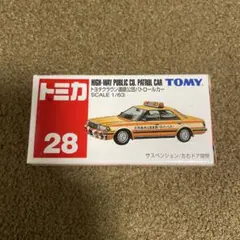 トミカ
28
HIGH-WAY PUBLIC CO. PATROL CAR
トヨタクラウン道路公団パトロールカー
SCALE 1/63
TOMY
サスペンション・左右ドア開閉